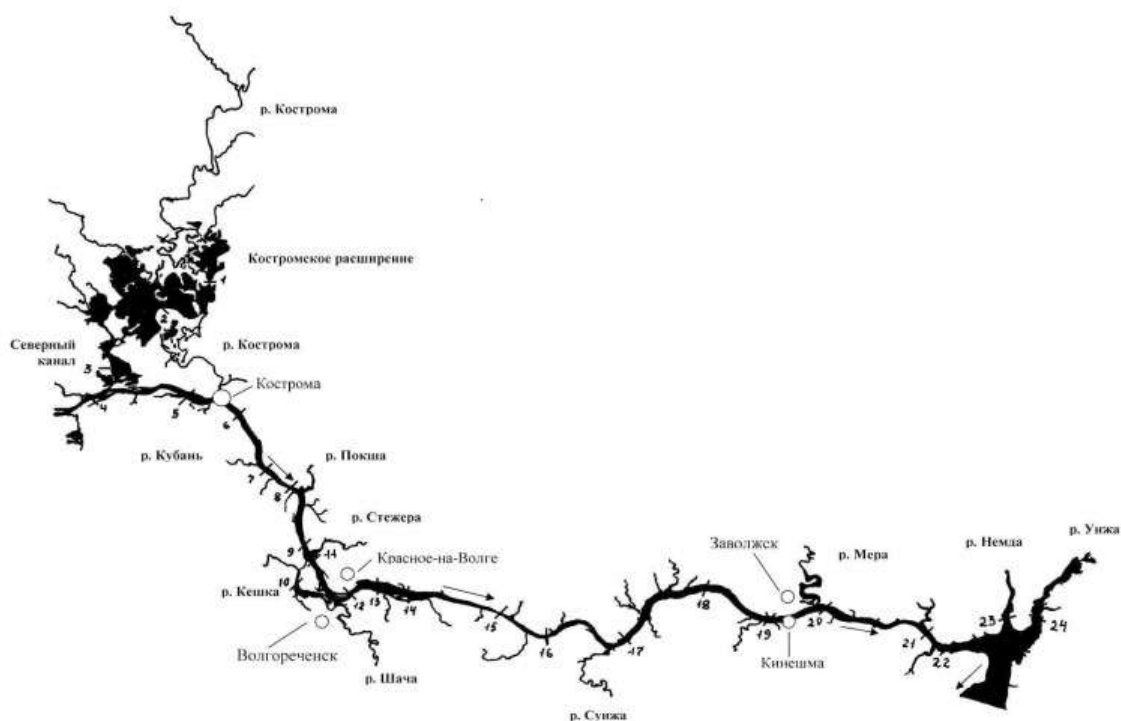 р. Кострома
Костромское расширение
1
2
Северный
канал
р. Кострома
3
Кострома
4
5
6
р. Кубань
р. Покша
7
8
р. Стежера
9
11
Красное-на-Волге
Заволжск
р. Мера
р. Немда
р. Унжа
р. Кешка
10
12
13
14
15
16
17
18
19
20
21
22
23
24
Волгореченск
Кинешма
р. Шача
р. Сунжа